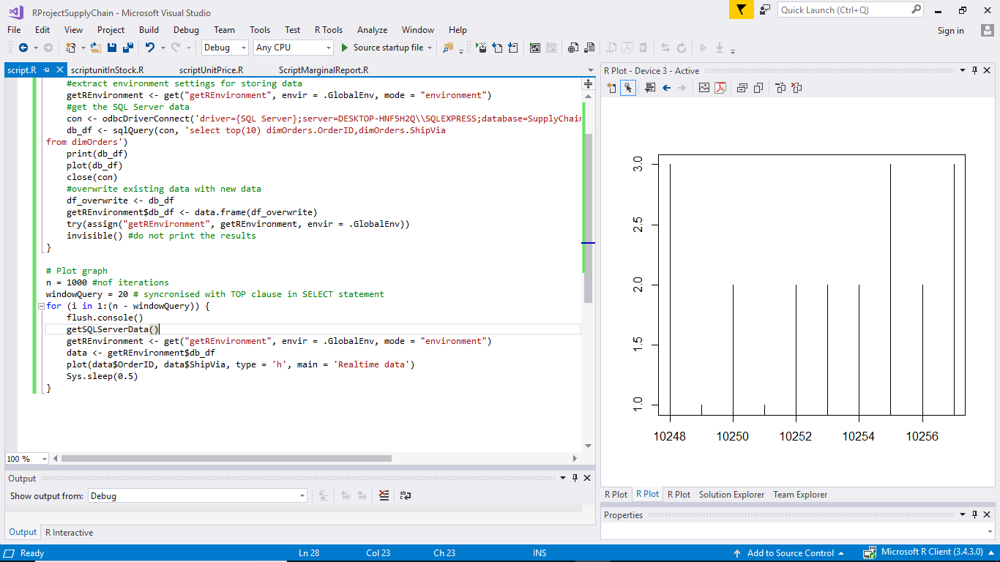 RProjectSupplyChain - Microsoft Visual Studio
Quick Launch (Ctrl+Q)
File Edit View Project Build Debug Team Tools Test R Tools Analyze Window Help
Sign in
Debug Any CPU Source startup file
script.R scriptunitInStock.R scriptUnitPrice.R ScriptMarginalReport.R
#extract environment settings for storing data
getREnvironment <- get("getREnvironment", envir = .GlobalEnv, mode = "environment")
#get the SQL Server data
con <- odbcDriverConnect('driver={SQL Server};server=DESKTOP-HNF5H2Q\\SQLEXPRESS;database=SupplyChain
db_df <- sqlQuery(con, 'select top(10) dimOrders.OrderID,dimOrders.ShipVia
from dimOrders')
print(db_df)
plot(db_df)
close(con)
#overwrite existing data with new data
df_overwrite <- db_df
getREnvironment$db_df <- data.frame(df_overwrite)
try(assign("getREnvironment", getREnvironment, envir = .GlobalEnv))
invisible() #do not print the results
}
# Plot graph
n = 1000 #nof iterations
windowQuery = 20 # syncronised with TOP clause in SELECT statement
for (i in 1:(n - windowQuery)) {
flush.console()
getSQLServerData()
getREnvironment <- get("getREnvironment", envir = .GlobalEnv, mode = "environment")
data <- getREnvironment$db_df
plot(data$OrderID, data$ShipVia, type = 'h', main = 'Realtime data')
Sys.sleep(0.5)
}
100 %
Output
Show output from: Debug
Output R Interactive
R Plot - Device 3 - Active
3.0
2.5
2.0
1.5
1.0
10248 10250 10252 10254 10256
R Plot R Plot R Plot Solution Explorer Team Explorer
Properties
Ready Ln 28 Col 23 Ch 23 INS Add to Source Control Microsoft R Client (3.4.3.0)